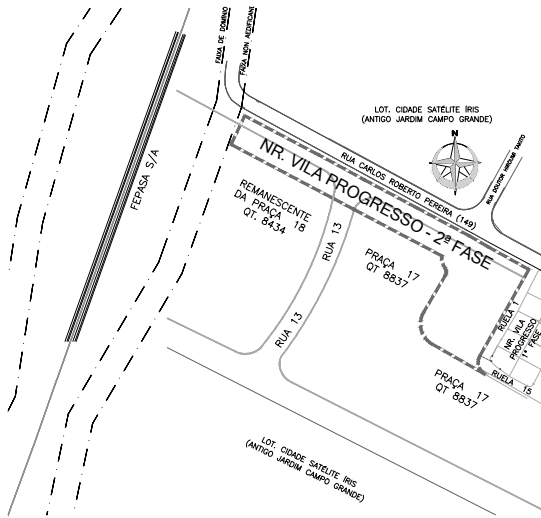 FAIXA DE DOMÍNIO
FAIXA NON AEDIFICANDI
LOT. CIDADE SATÉLITE ÍRIS
(ANTIGO JARDIM CAMPO GRANDE)
N
RUA DOUTOR HIROUMI TAKITO
FEPASA S/A
RUA CARLOS ROBERTO PEREIRA (149)
NR. VILA PROGRESSO - 2ª FASE
REMANESCENTE
DA PRAÇA 18
QT. 8434
RUA 13
PRAÇA 17
QT 8837
RUA 13
RUELA 1
NR. VILA
PROGRESSO
1ª FASE
RUELA 15
PRAÇA 17
QT 8837
LOT. CIDADE SATÉLITE ÍRIS
(ANTIGO JARDIM CAMPO GRANDE)